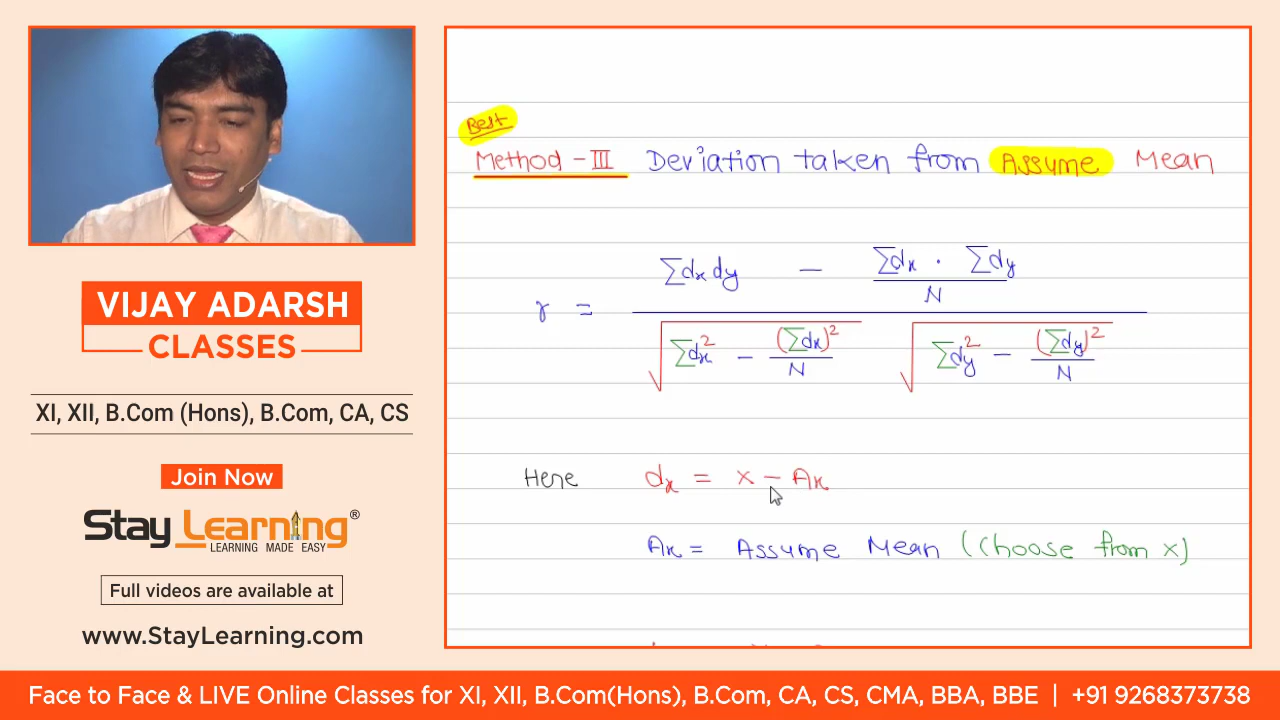 VIJAY ADARSH
CLASSES
XI, XII, B.Com (Hons), B.Com, CA, CS
Join Now
Stay Learning®
LEARNING MADE EASY
Full videos are available at
www.StayLearning.com
Best
Method - III Deviation taken from Assume Mean
r = (Σdx dy − (Σdx · Σdy)/N) / (√(Σdx² − (Σdx)²/N) √(Σdy² − (Σdy)²/N))
Here dx = x − Ax
Ax = Assume Mean (Choose from x)
Face to Face & LIVE Online Classes for XI, XII, B.Com(Hons), B.Com, CA, CS, CMA, BBA, BBE | +91 9268373738